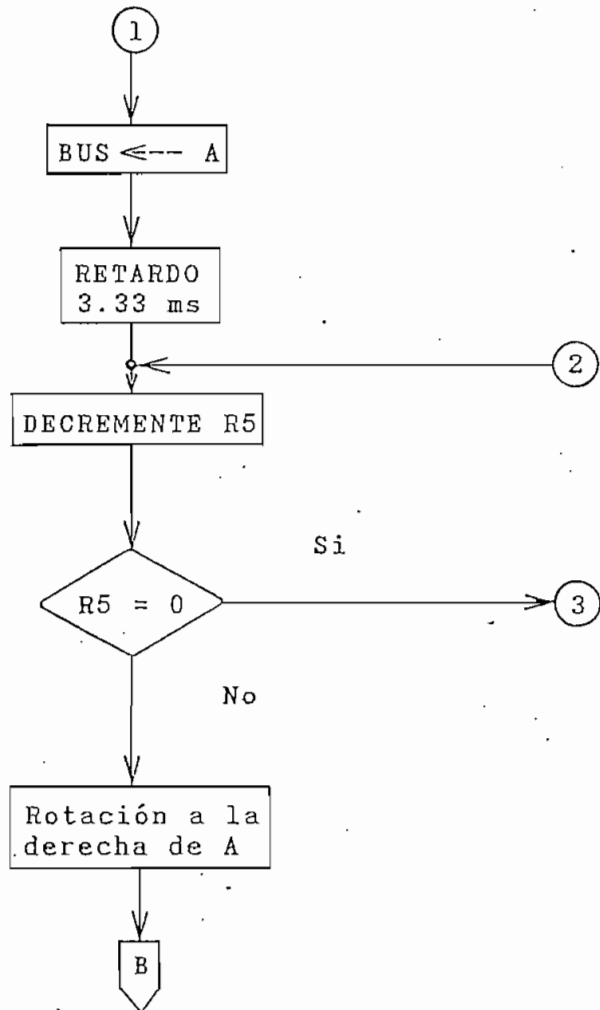 1
BUS <--- A
RETARDO
3.33 ms
2
DECREMENTE R5
Si
R5 = 0
3
No
Rotación a la
derecha de A
B